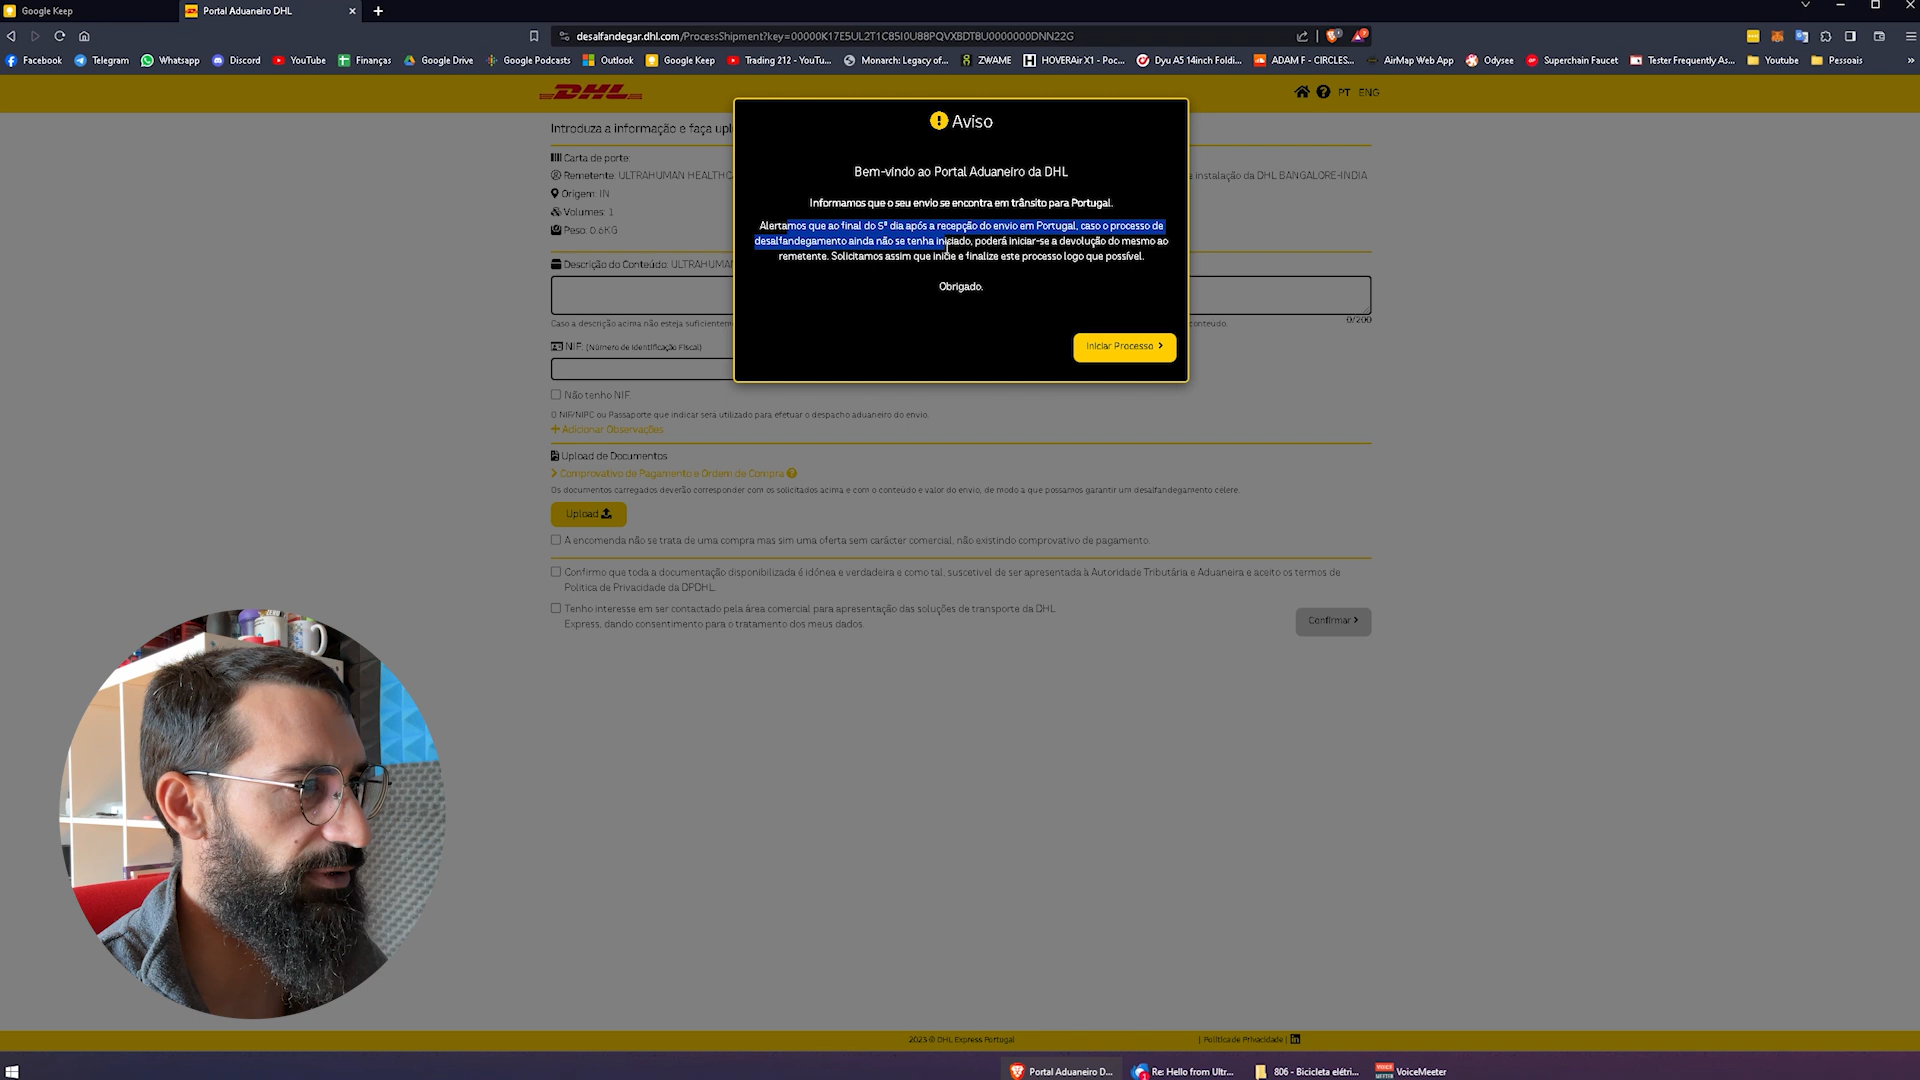 Google Keep
Portal Aduaneiro DHL
desalfandegar.dhl.com/ProcessShipment?key=00000K17E5UL2T1C85I0U88PQVXBDT8U0000000DNN22G
Facebook
Telegram
Whatsapp
Discord
YouTube
Finanças
Google Drive
Google Podcasts
Outlook
Google Keep
Trading 212 - YouTu...
Monarch: Legacy of...
ZWAME
HOVERAir X1 - Poc...
Dyu A5 14inch Foldi...
ADAM F - CIRCLES...
AirMap Web App
Odysee
Superchain Faucet
Tester Frequently As...
Youtube
Pessoais
DHL
PT ENG
Aviso
Bem-vindo ao Portal Aduaneiro da DHL
Informamos que o seu envio se encontra em trânsito para Portugal.
Alertamos que ao final do 5º dia após a recepção do envio em Portugal, caso o processo de
desalfandegamento ainda não se tenha iniciado, poderá iniciar-se a devolução do mesmo ao
remetente. Solicitamos assim que inicie e finalize este processo logo que possível.
Obrigado.
Iniciar Processo
Introduza a informação e faça upl
Carta de porte:
Remetente: ULTRAHUMAN HEALTHC
e instalação da DHL BANGALORE-INDIA
Origem: IN
Volumes: 1
Peso: 0.6KG
Descrição do Conteúdo: ULTRAHUMAN
0/200
Caso a descrição acima não esteja suficientem
conteudo.
NIF: (Número de Identificação Fiscal)
Não tenho NIF.
O NIF/NIPC ou Passaporte que indicar será utilizado para efetuar o despacho aduaneiro do envio.
Adicionar Observações
Upload de Documentos
Comprovativo de Pagamento e Ordem de Compra
Os documentos carregados deverão corresponder com os solicitados acima e com o conteúdo e valor do envio, de modo a que possamos garantir um desalfandegamento célere.
Upload
A encomenda não se trata de uma compra mas sim uma oferta sem carácter comercial, não existindo comprovativo de pagamento.
Confirmo que toda a documentação disponibilizada é idónea e verdadeira e como tal, suscetível de ser apresentada à Autoridade Tributária e Aduaneira e aceito os termos de
Politica de Privacidade da DPDHL.
Tenho interesse em ser contactado pela área comercial para apresentação das soluções de transporte da DHL
Express, dando consentimento para o tratamento dos meus dados.
Confirmar
2023 © DHL Express Portugal
| Politica de Privacidade |
Portal Aduaneiro D...
Re: Hello from Ultr...
806 - Bicicleta elétri...
VoiceMeeter